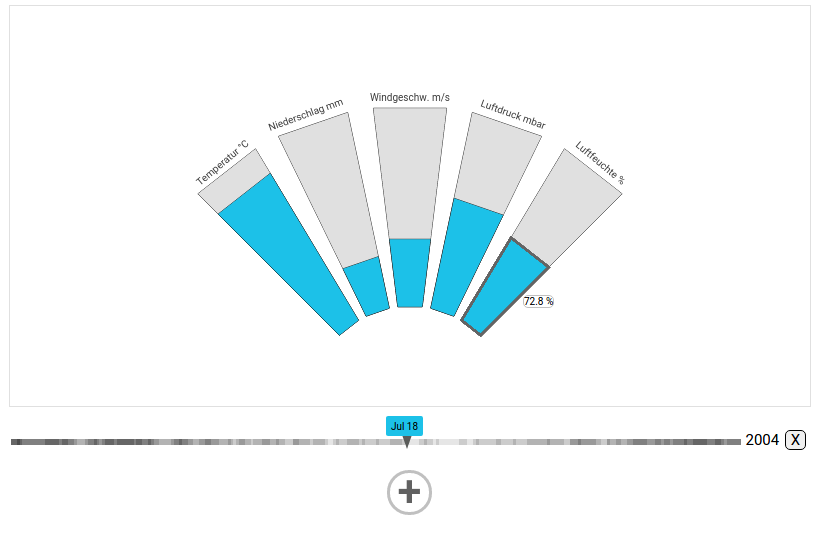 Temperatur °C
Niederschlag mm
Windgeschw. m/s
Luftdruck mbar
Luftfeuchte %
72.8 %
Jul 18
2004 X